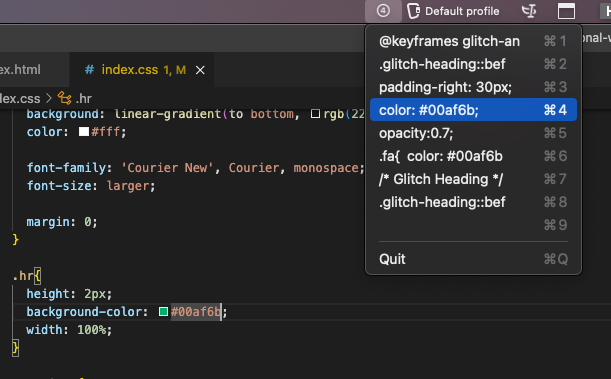 4 Default profile
@keyframes glitch-an ⌘1
.glitch-heading::bef ⌘2
padding-right: 30px; ⌘3
color: #00af6b; ⌘4
opacity:0.7; ⌘5
.fa{ color: #00af6b ⌘6
/* Glitch Heading */ ⌘7
.glitch-heading::bef ⌘8
⌘9
Quit ⌘Q
onal-w
ex.html # index.css 1, M
dex.css > .hr
background: linear-gradient(to bottom, rgb(22
color: #fff;
font-family: 'Courier New', Courier, monospace;
font-size: larger;
margin: 0;
}
.hr{
height: 2px;
background-color: #00af6b;
width: 100%;
}